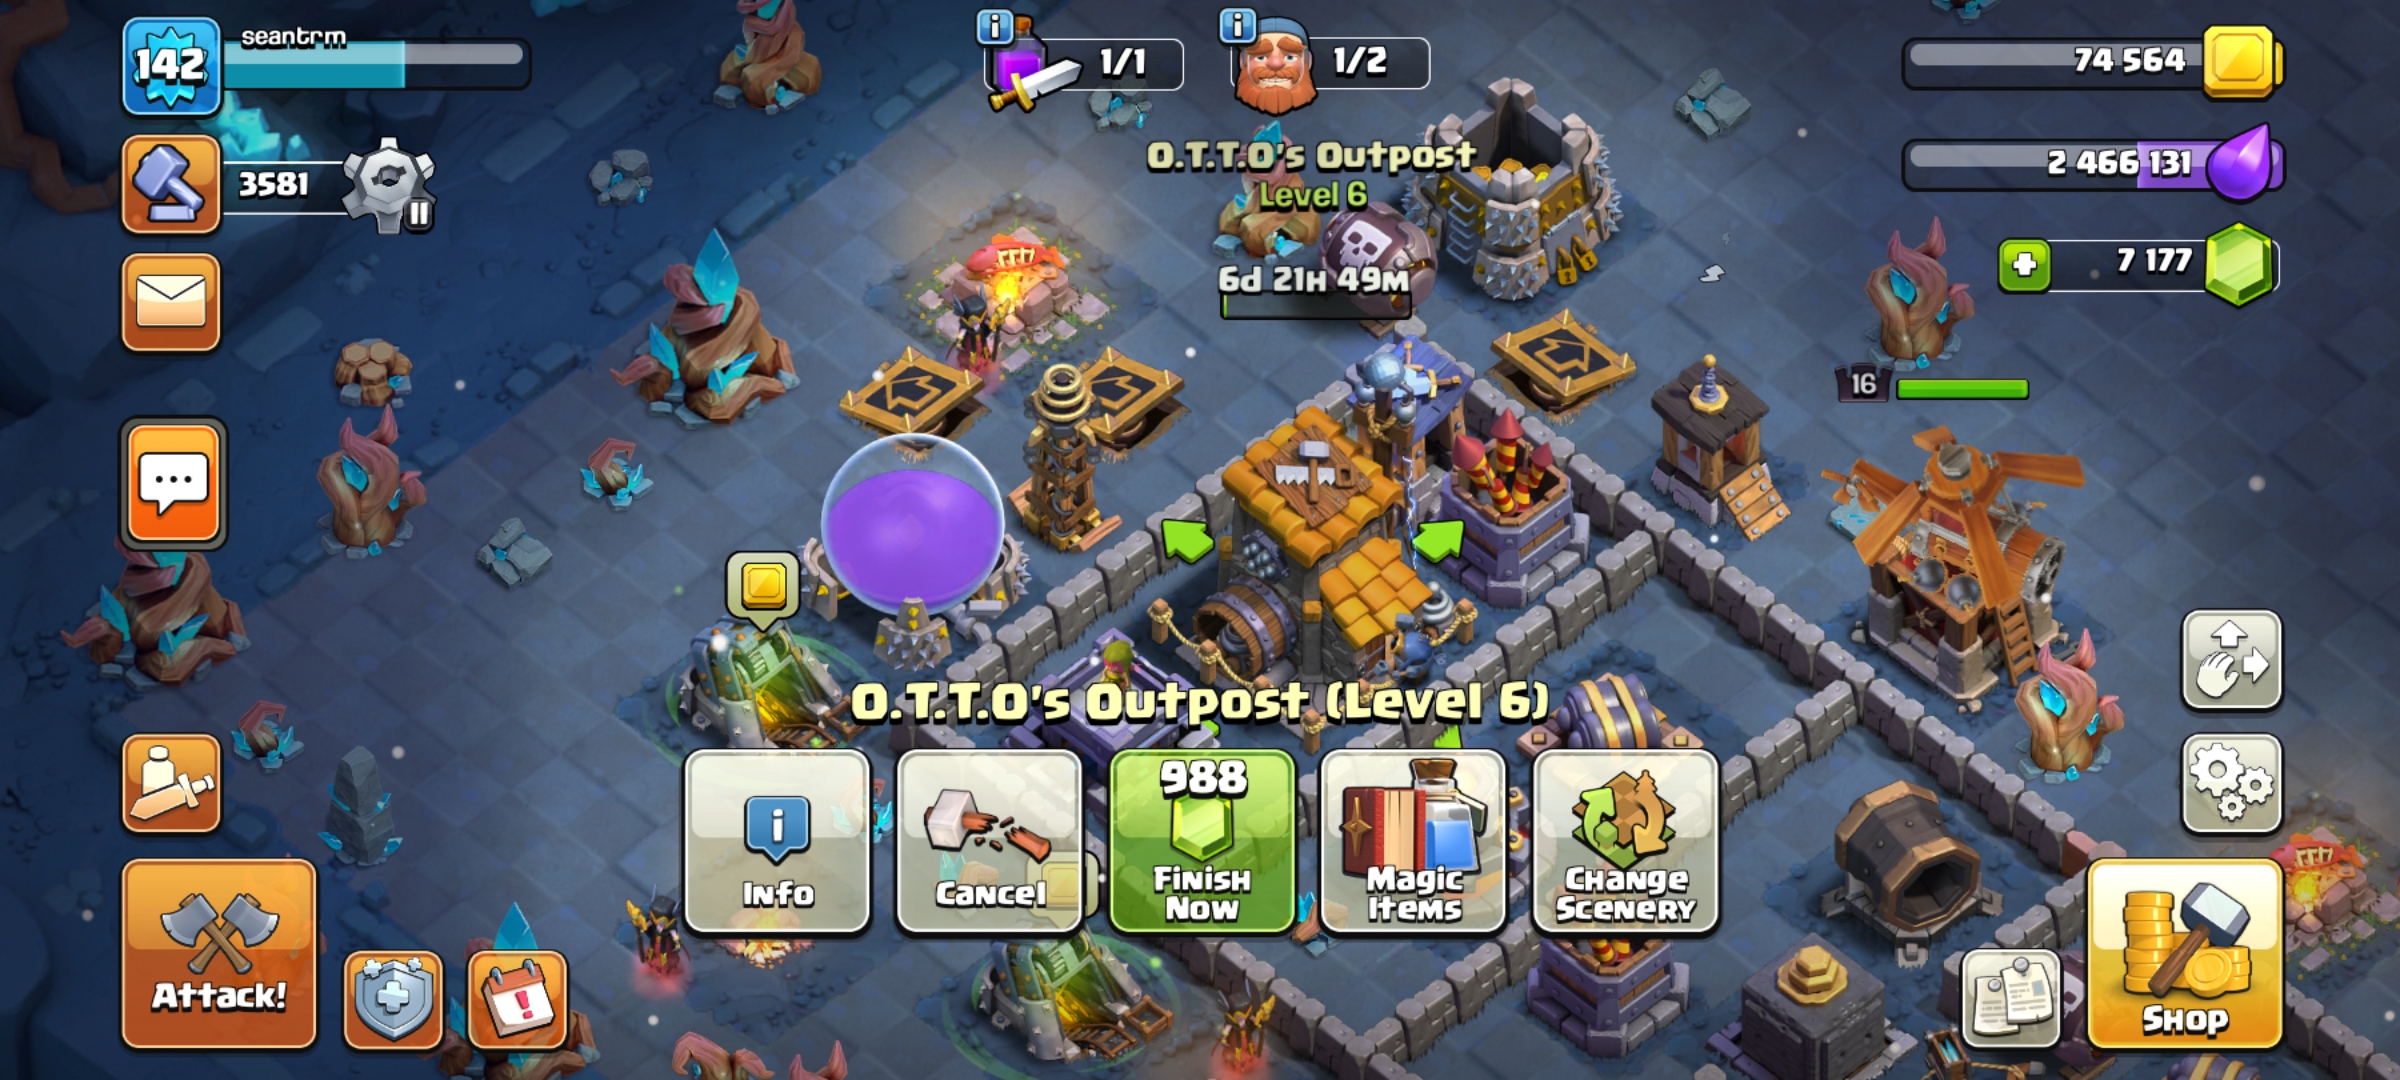 142
seantrm
1/1
1/2
74 564
3581
2 466 131
7 177
O.T.T.O's Outpost
Level 6
6d 21H 49M
16
O.T.T.O's Outpost (Level 6)
Info
Cancel
988
Finish
Now
Magic
Items
Change
Scenery
Attack!
Shop